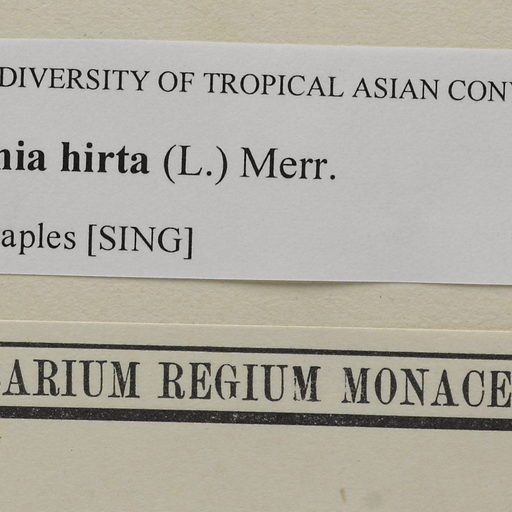 DIVERSITY OF TROPICAL ASIAN CONV
nia hirta (L.) Merr.
aples [SING]
ARIUM REGIUM MONACE